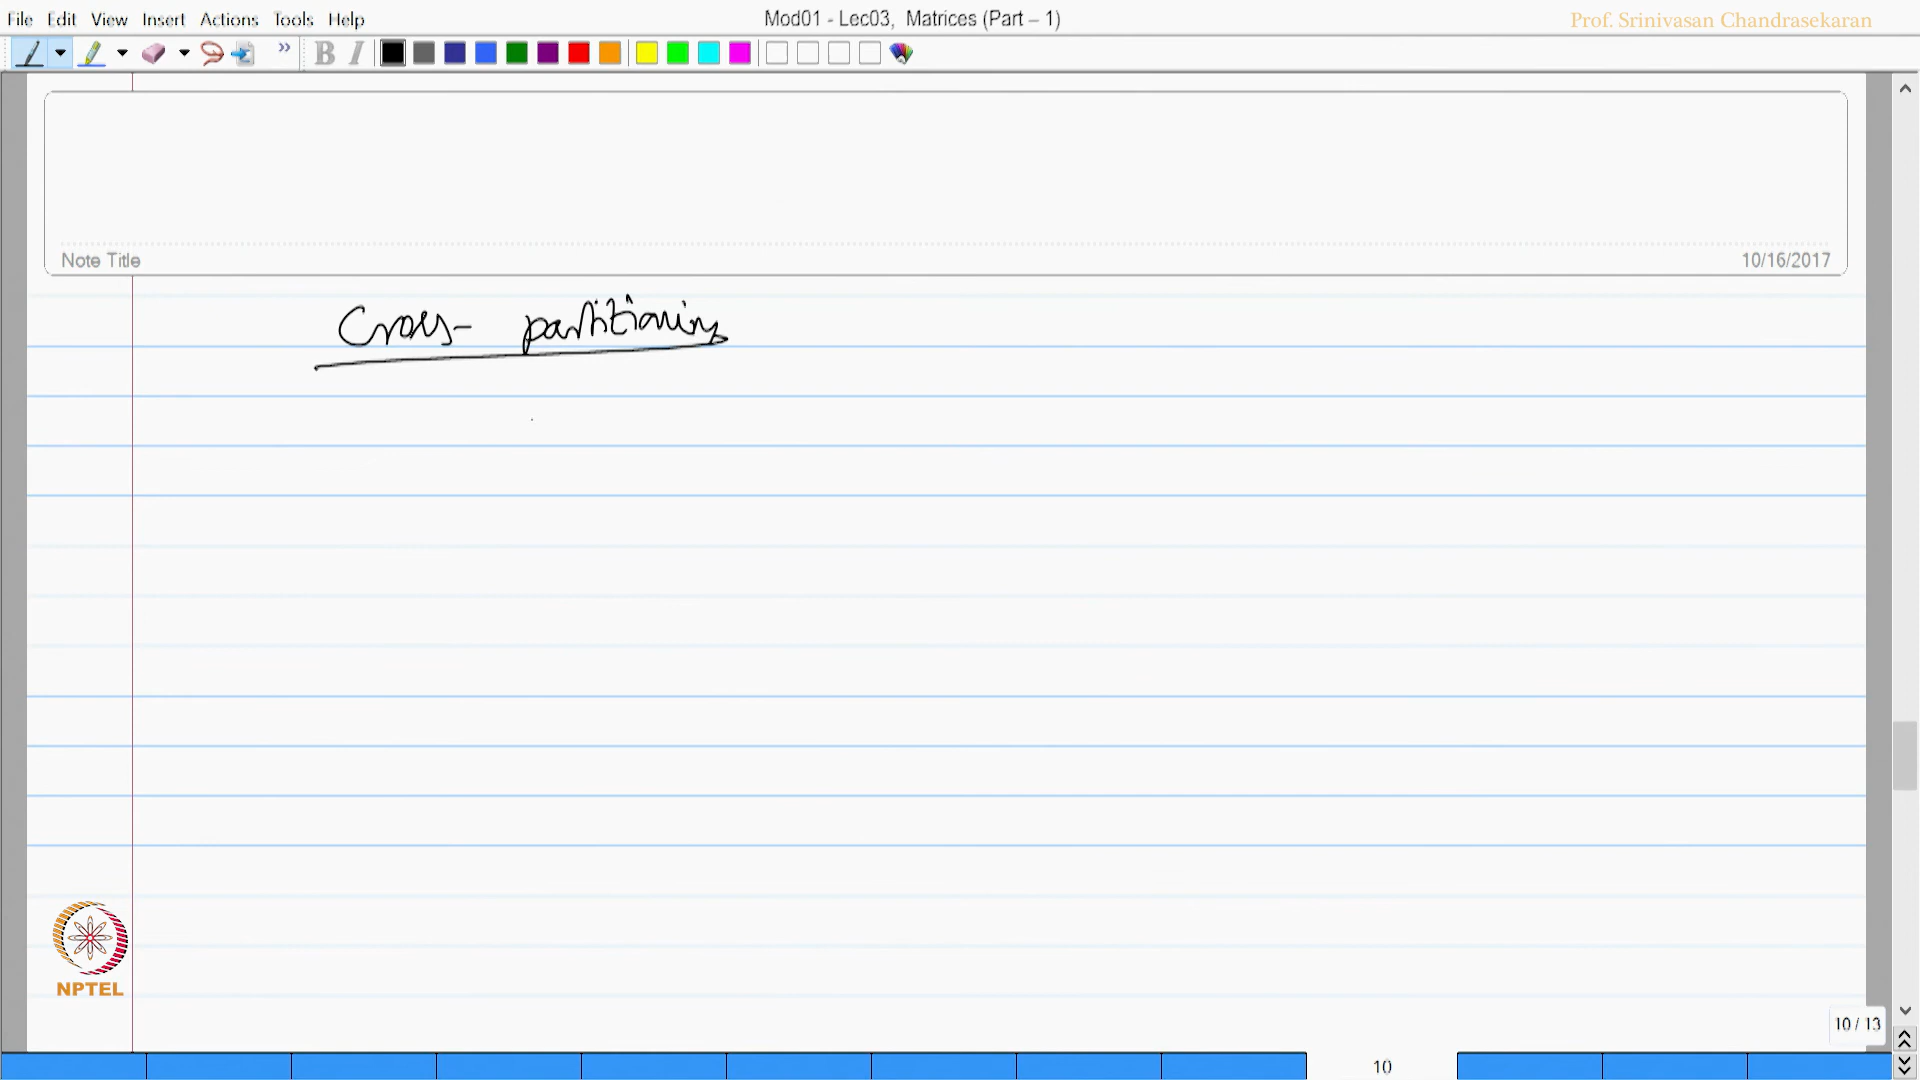 File Edit View Insert Actions Tools Help
Mod01 - Lec03, Matrices (Part – 1)
Prof. Srinivasan Chandrasekaran
B I
Note Title
10/16/2017
Cross- partitioning
NPTEL
10 / 13
10